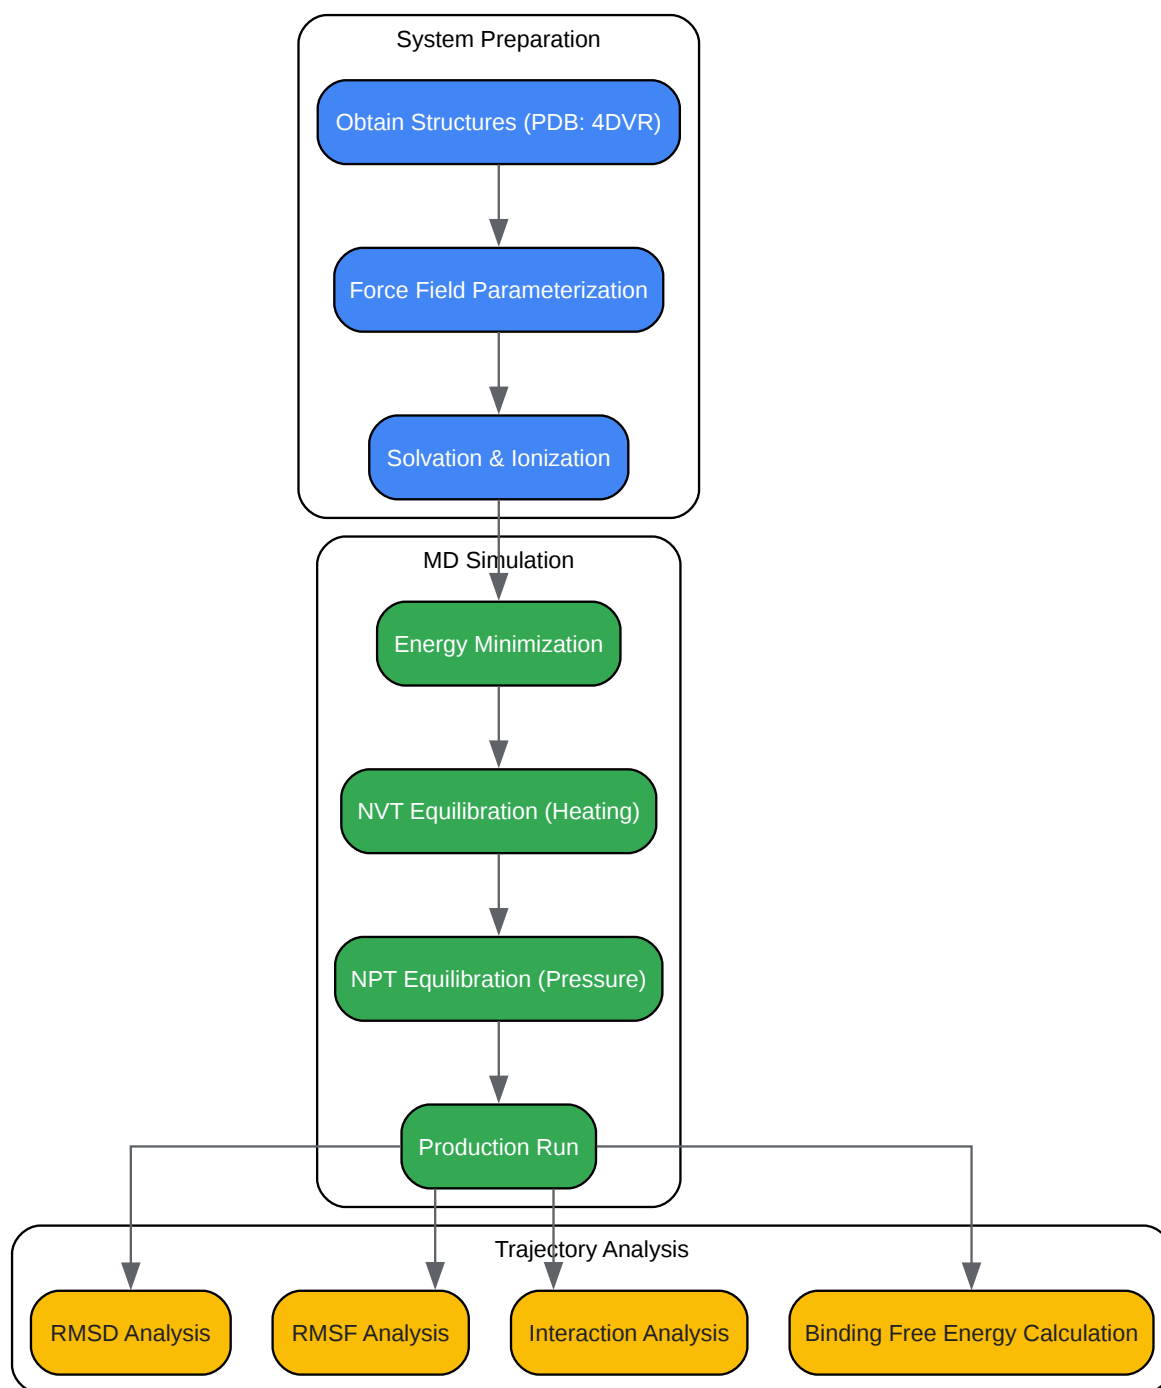 System Preparation
Obtain Structures (PDB: 4DVR)
Force Field Parameterization
Solvation & Ionization
MD Simulation
Energy Minimization
NVT Equilibration (Heating)
NPT Equilibration (Pressure)
Production Run
Trajectory Analysis
RMSD Analysis
RMSF Analysis
Interaction Analysis
Binding Free Energy Calculation